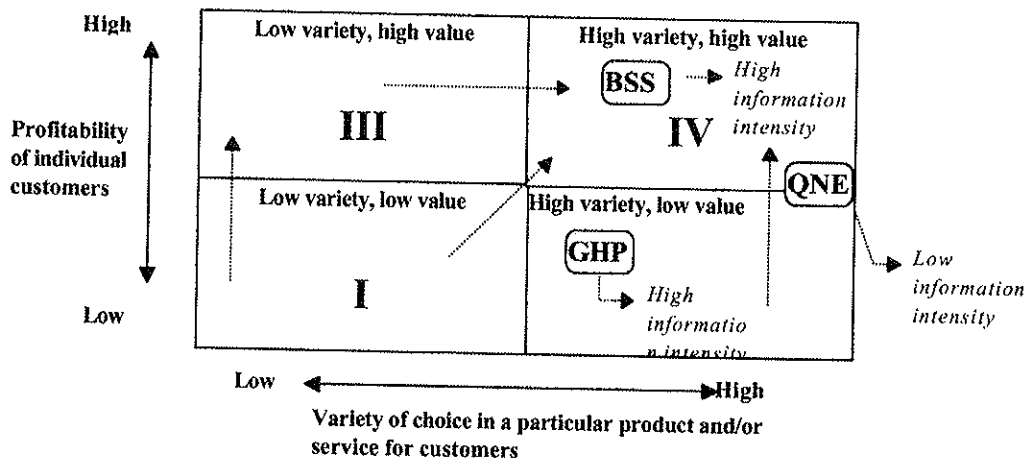 High
Low variety, high value
High variety, high value
BSS
High
information
intensity
III
IV
Profitability
of individual
customers
QNE
Low variety, low value
High variety, low value
GHP
Low
information
intensity
I
High
informatio
n intensity
Low
Low
High
Variety of choice in a particular product and/or
service for customers